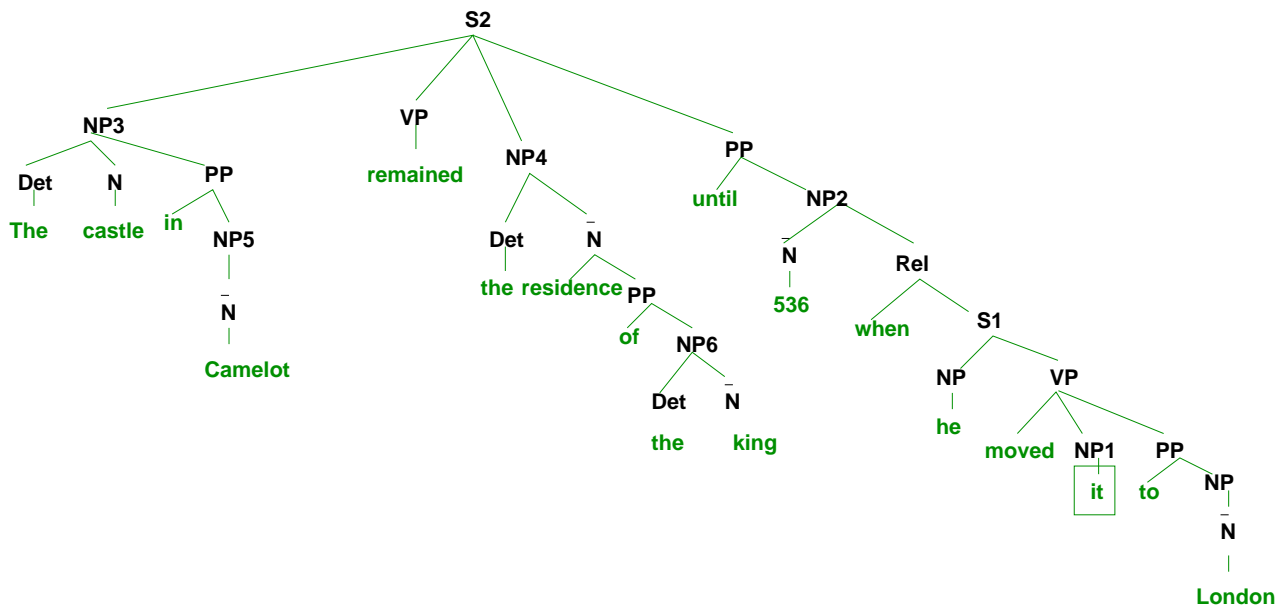 S2
NP3 VP NP4 PP
Det N PP remained until NP2
The castle in Det N̄ N̄ Rel
NP5 the residence PP 536 when S1
N̄ of NP6 NP VP
Camelot Det N̄ he moved NP1 PP
the king it to NP
N̄
London